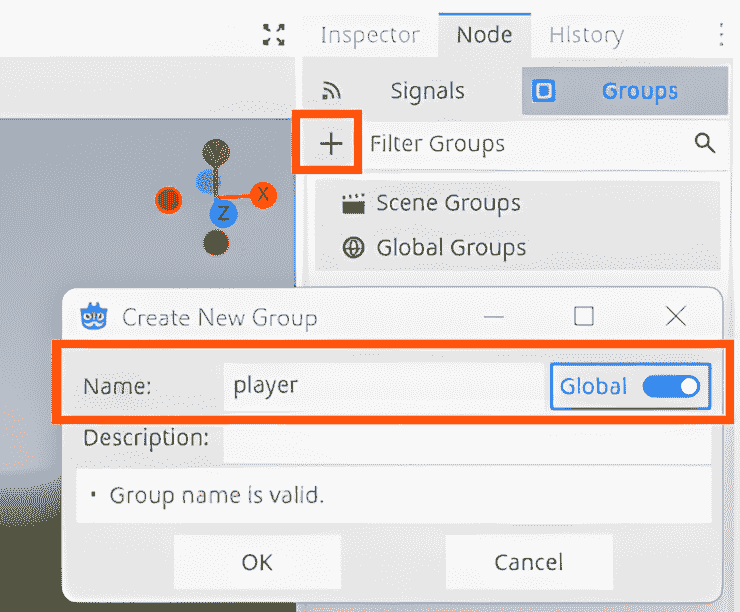 Inspector Node History
Signals Groups
Filter Groups
Scene Groups
Global Groups
X
Z
Create New Group
Name: player Global
Description:
• Group name is valid.
OK Cancel